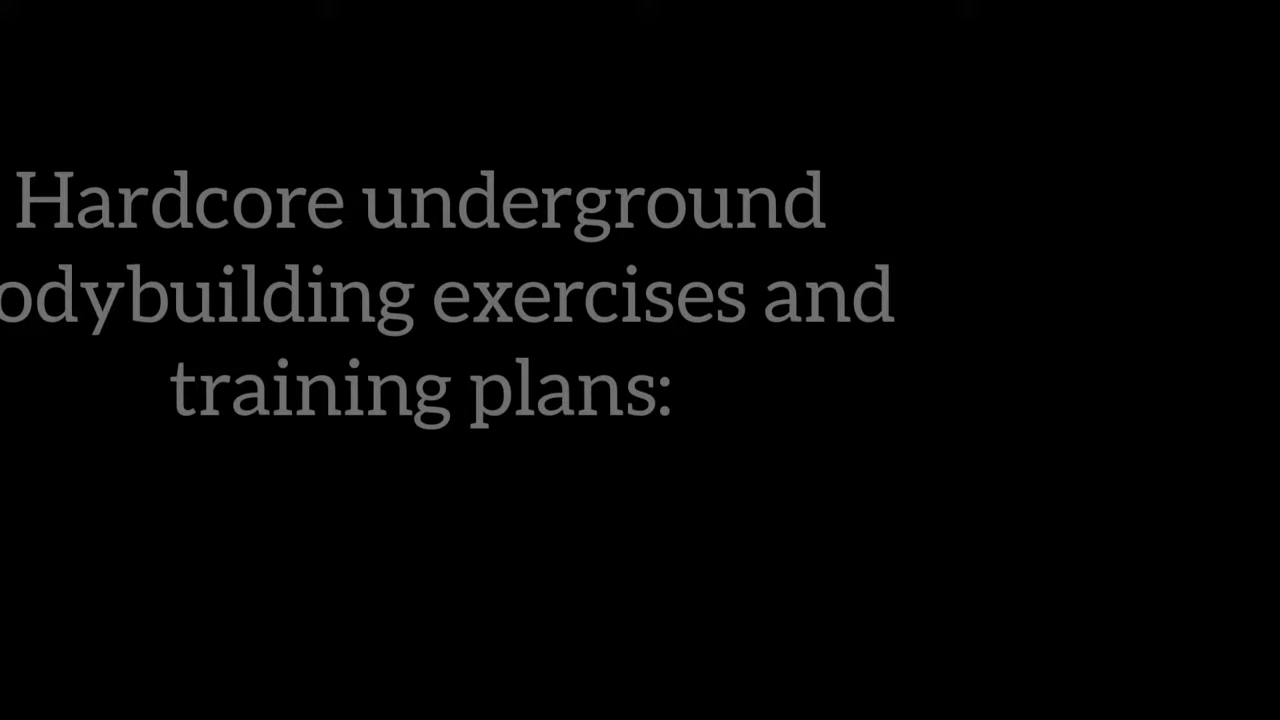 Hardcore underground
odybuilding exercises and
training plans: